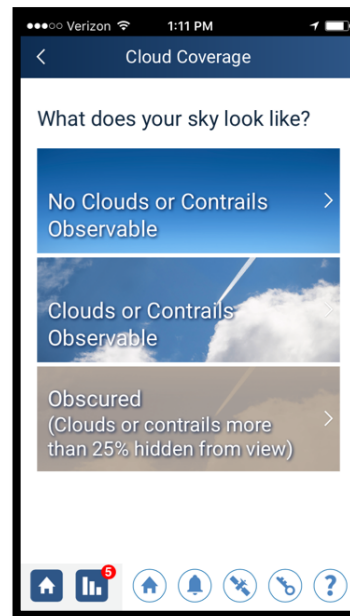 Verizon 1:11 PM
Cloud Coverage
What does your sky look like?
No Clouds or Contrails
Observable
Clouds or Contrails
Observable
Obscured
(Clouds or contrails more
than 25% hidden from view)
5
?